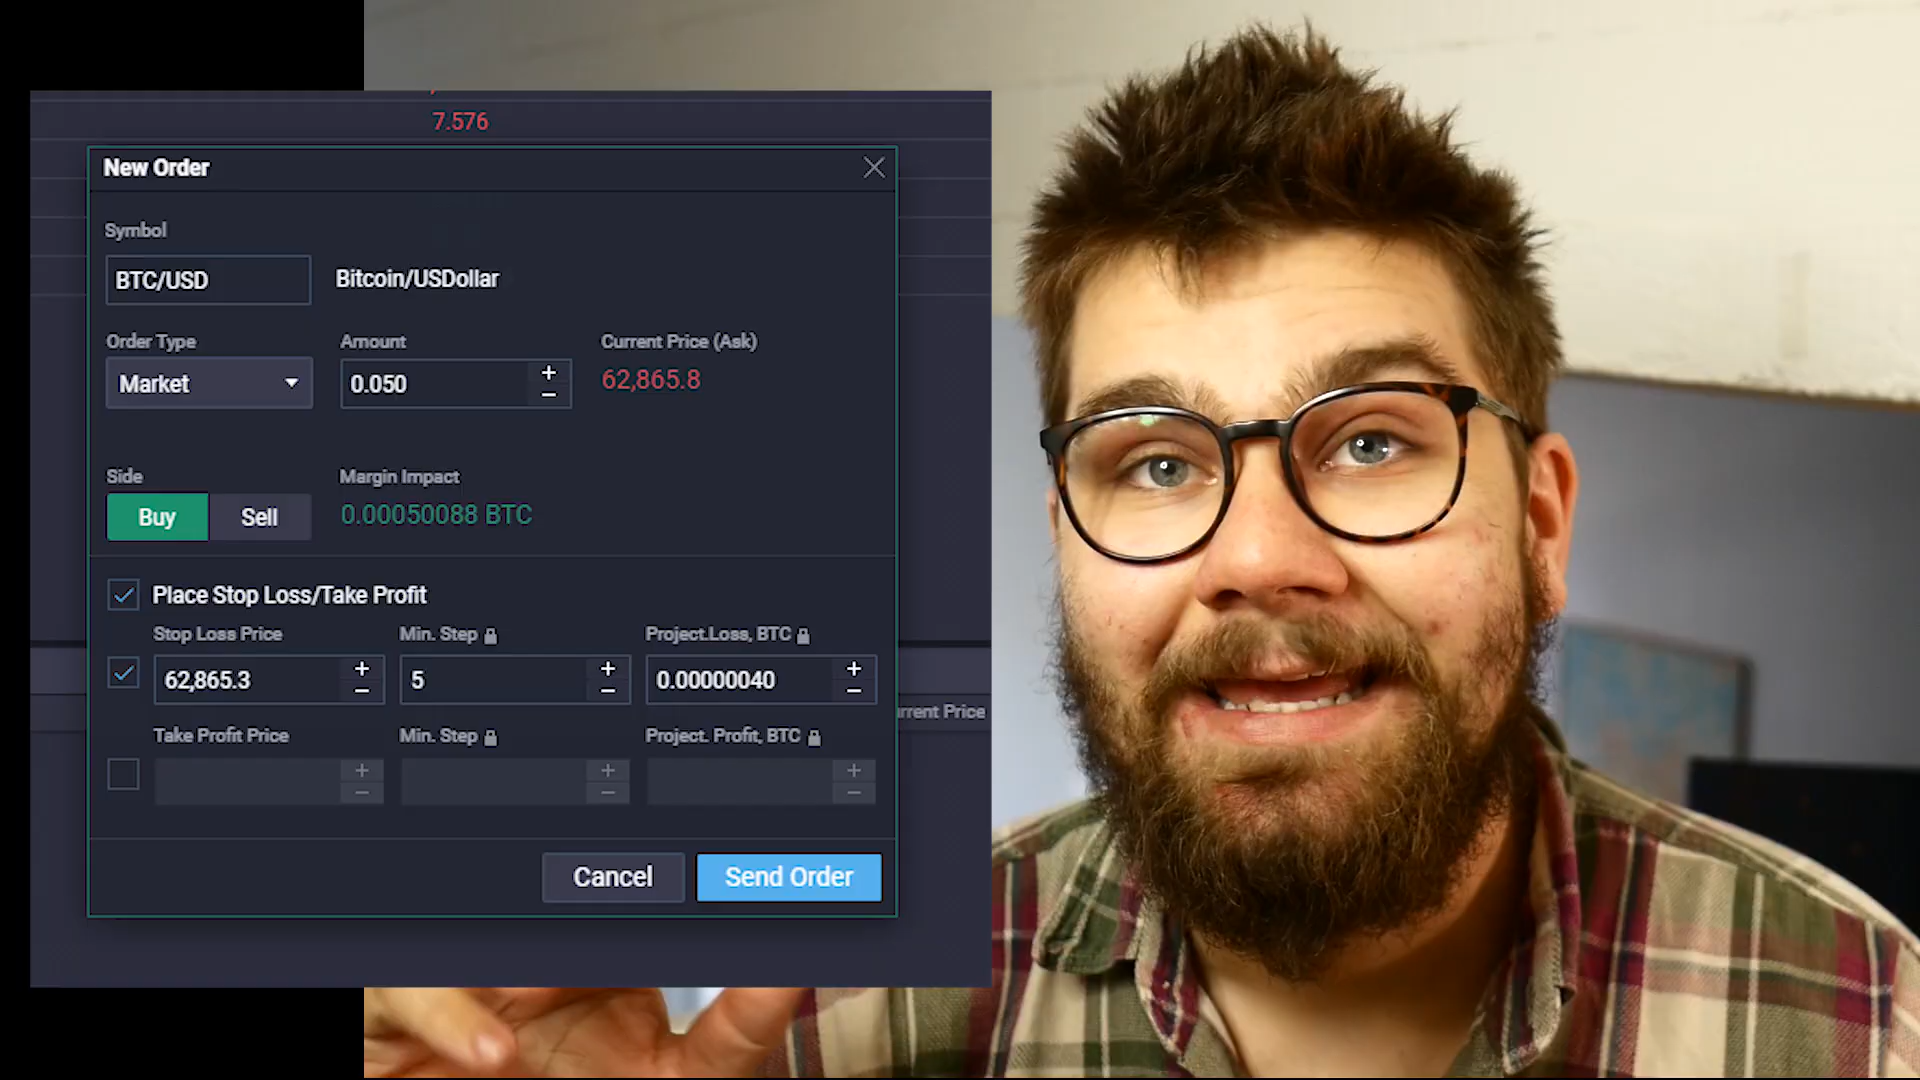 7.576
New Order
Symbol
BTC/USD Bitcoin/USDollar
Order Type Amount Current Price (Ask)
Market 0.050 + − 62,865.8
Side Margin Impact
Buy Sell 0.00050088 BTC
Place Stop Loss/Take Profit
Stop Loss Price Min. Step Project.Loss, BTC
62,865.3 + − 5 + − 0.00000040 + −
rrent Price
Take Profit Price Min. Step Project. Profit, BTC
+ − + − + −
Cancel Send Order